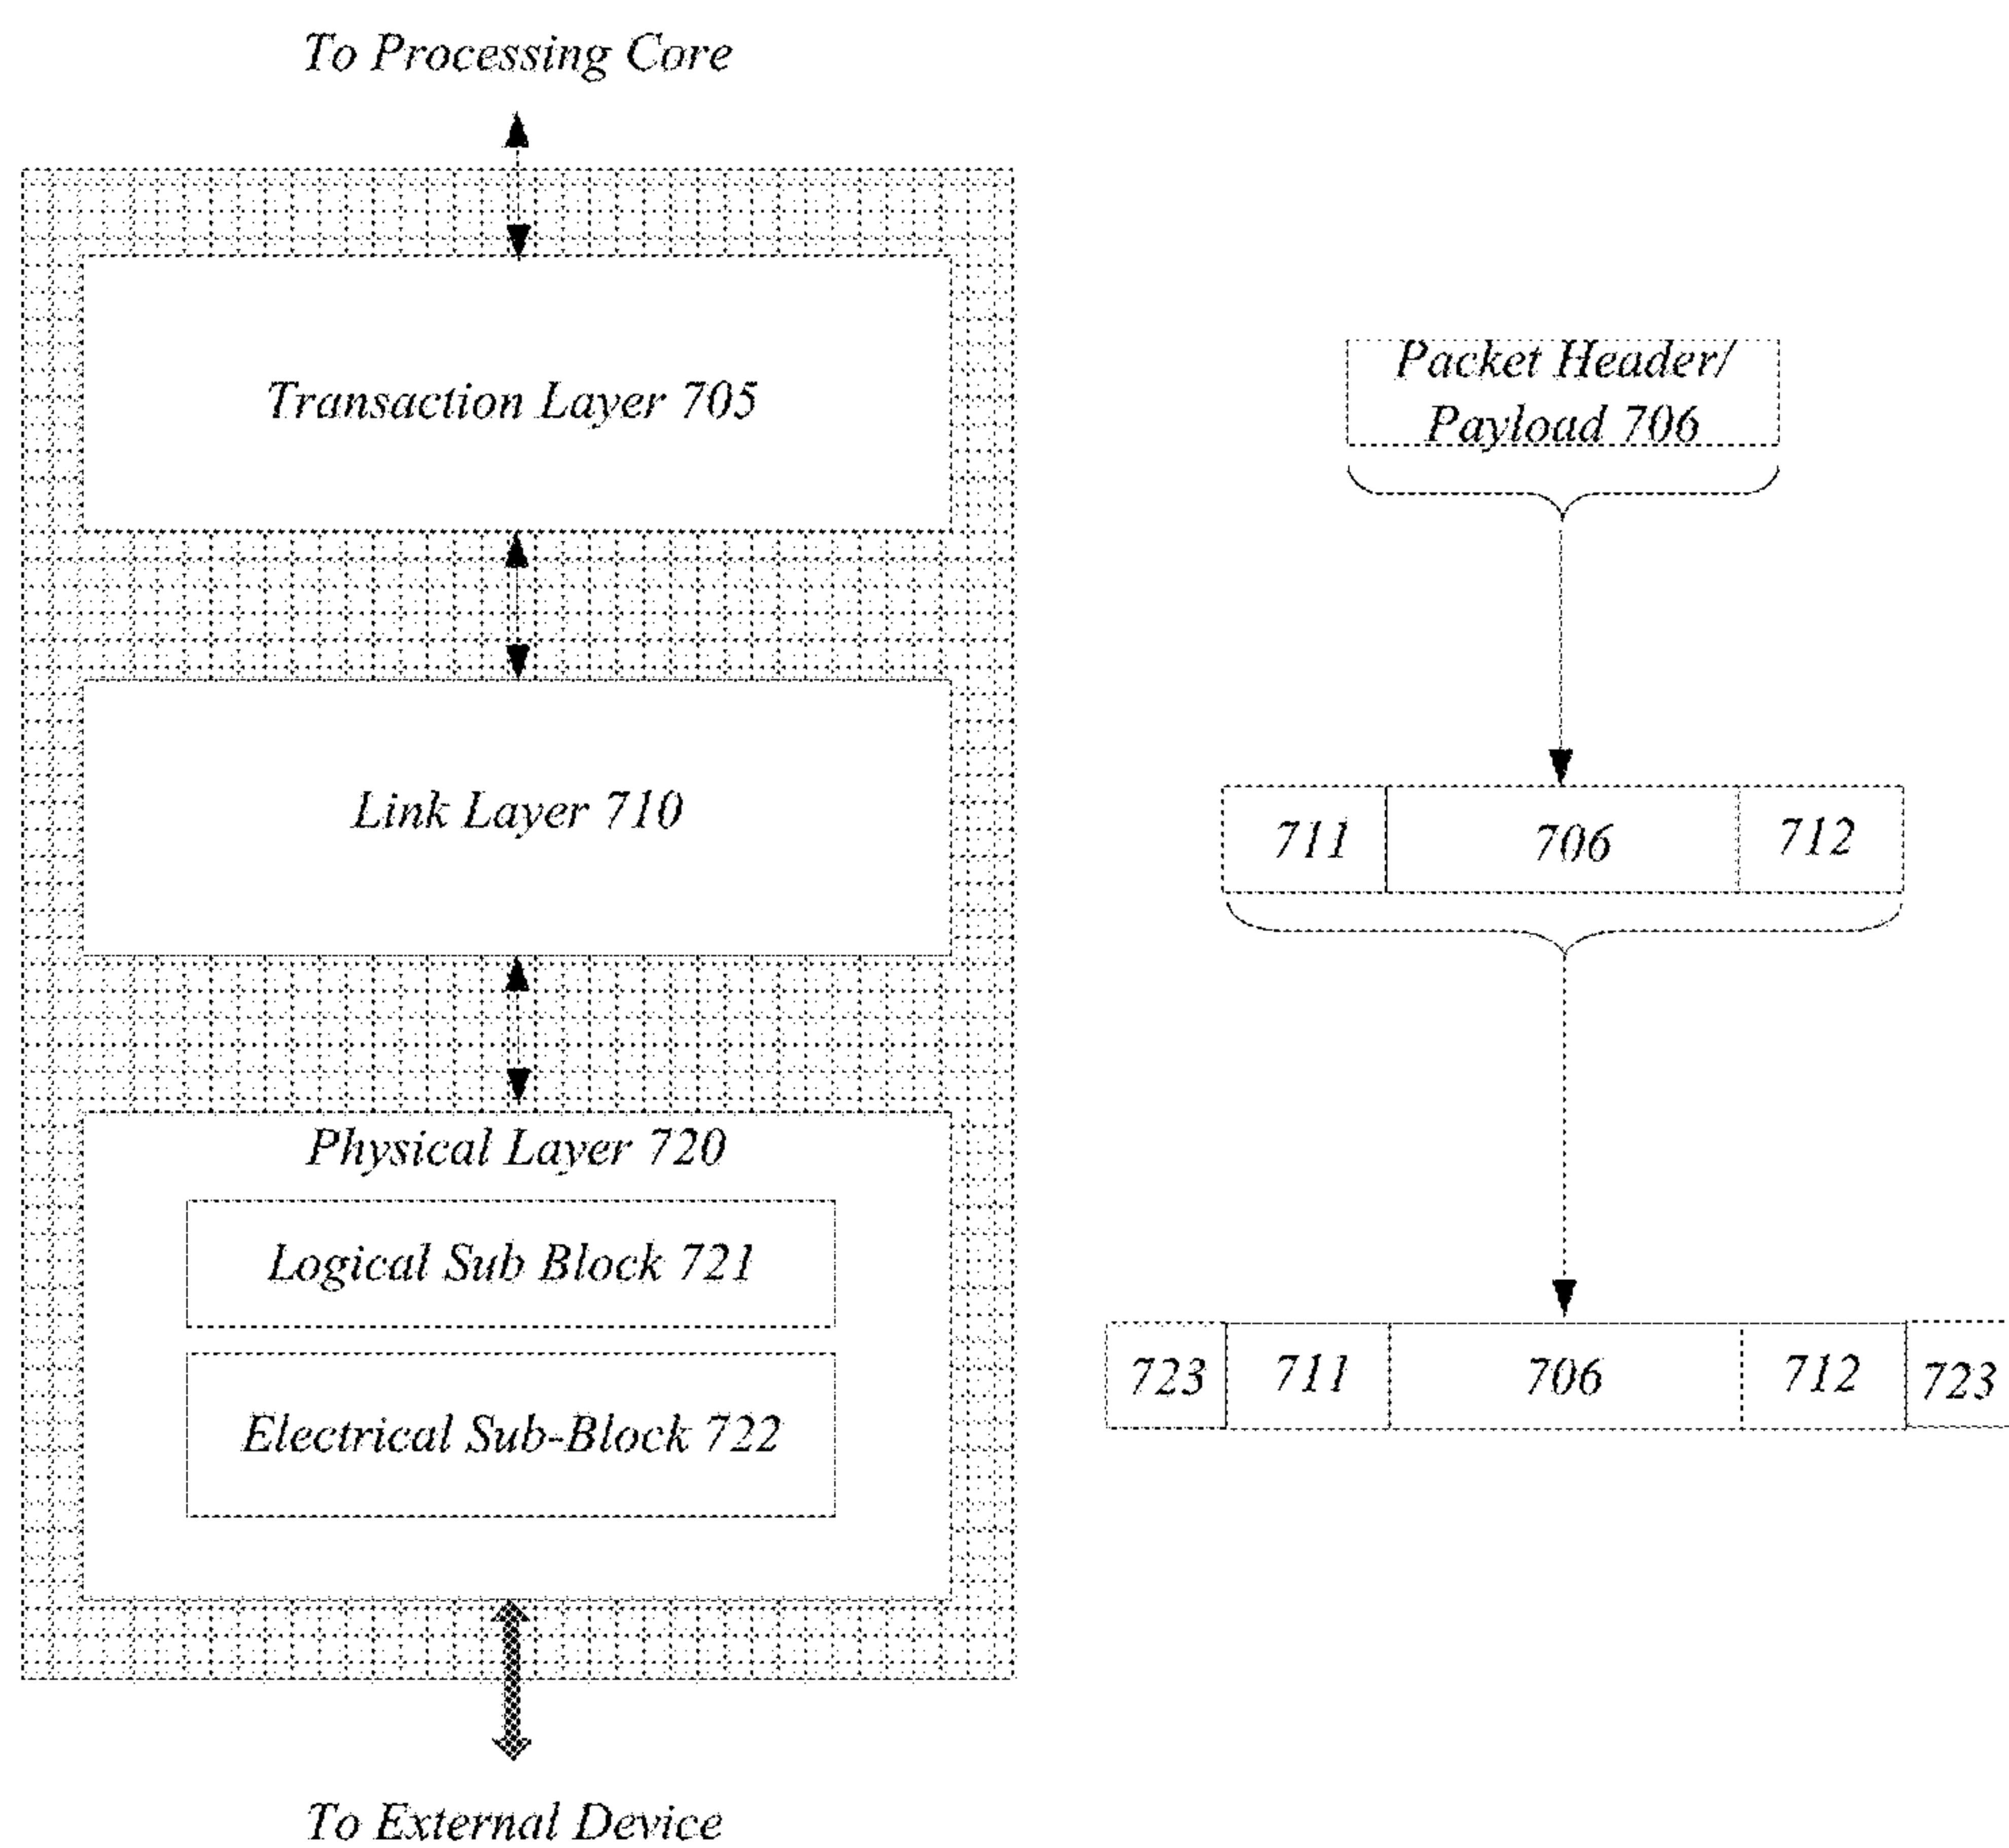 To Processing Core
Transaction Layer 705
Packet Header/
Payload 706
Link Layer 710
711 706 712
Physical Layer 720
Logical Sub Block 721
Electrical Sub-Block 722
723 711 706 712 723
To External Device